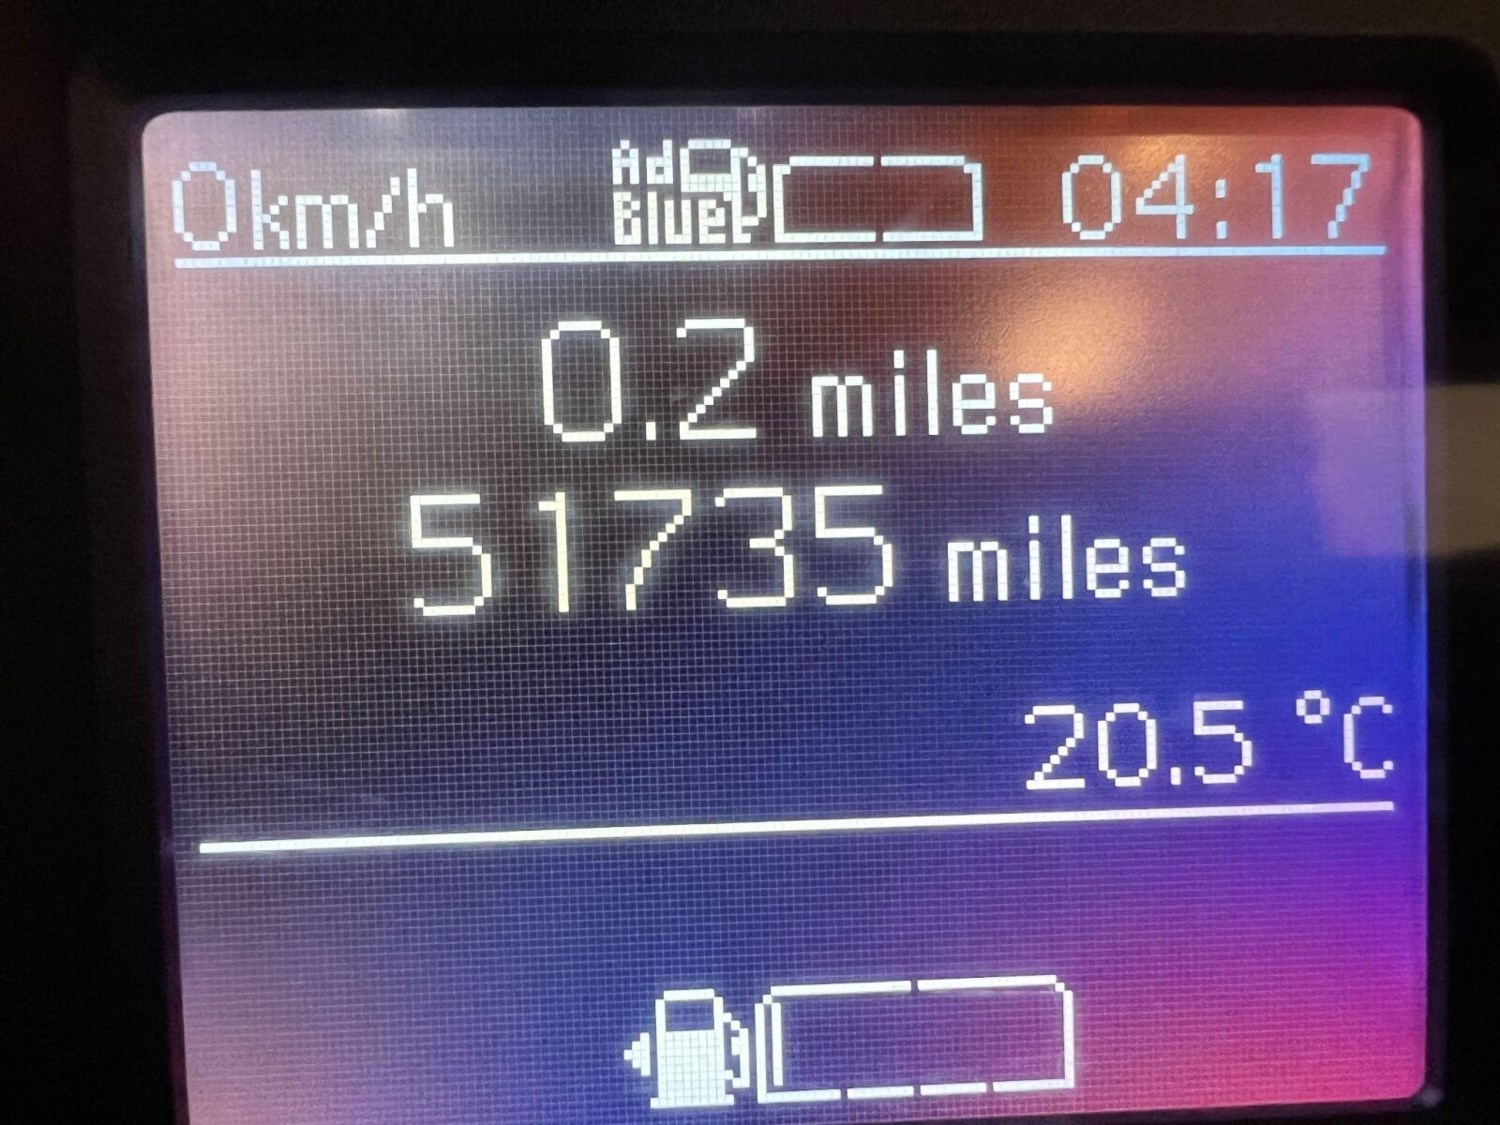 0km/h AdBlue 04:17
0.2 miles
51735 miles
20.5 °C